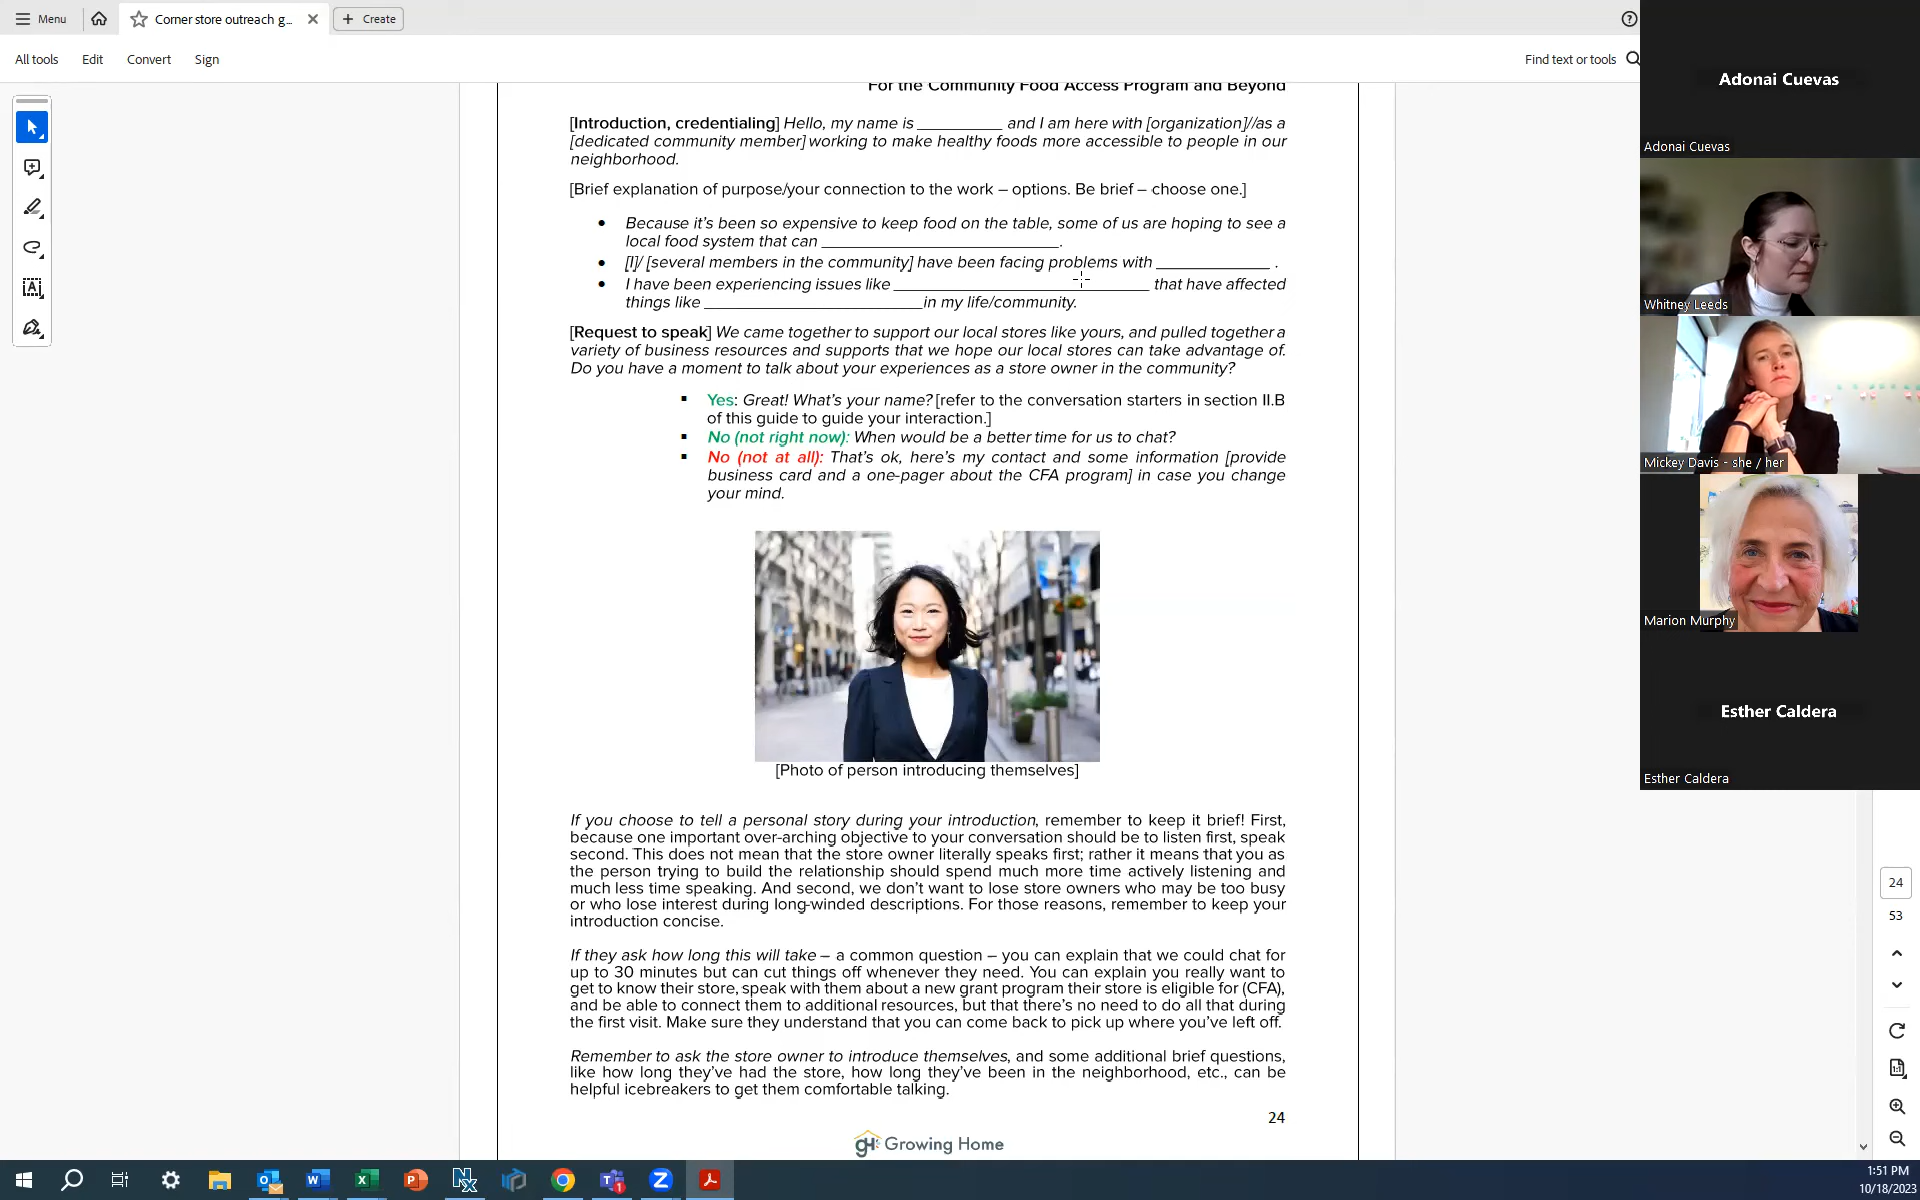 Menu
Corner store outreach g...
Create
All tools
Edit
Convert
Sign
Find text or tools
For the Community Food Access Program and Beyond
[Introduction, credentialing] Hello, my name is __________ and I am here with [organization]//as a
[dedicated community member] working to make healthy foods more accessible to people in our
neighborhood.
[Brief explanation of purpose/your connection to the work – options. Be brief – choose one.]
• Because it's been so expensive to keep food on the table, some of us are hoping to see a
local food system that can ____________________________.
• [I]/ [several members in the community] have been facing problems with _____________ .
• I have been experiencing issues like ______________________________ that have affected
things like __________________________in my life/community.
[Request to speak] We came together to support our local stores like yours, and pulled together a
variety of business resources and supports that we hope our local stores can take advantage of.
Do you have a moment to talk about your experiences as a store owner in the community?
▪ Yes: Great! What's your name? [refer to the conversation starters in section II.B
of this guide to guide your interaction.]
▪ No (not right now): When would be a better time for us to chat?
▪ No (not at all): That's ok, here's my contact and some information [provide
business card and a one-pager about the CFA program] in case you change
your mind.
[Photo of person introducing themselves]
If you choose to tell a personal story during your introduction, remember to keep it brief! First,
because one important over-arching objective to your conversation should be to listen first, speak
second. This does not mean that the store owner literally speaks first; rather it means that you as
the person trying to build the relationship should spend much more time actively listening and
much less time speaking. And second, we don't want to lose store owners who may be too busy
or who lose interest during long-winded descriptions. For those reasons, remember to keep your
introduction concise.
If they ask how long this will take – a common question – you can explain that we could chat for
up to 30 minutes but can cut things off whenever they need. You can explain you really want to
get to know their store, speak with them about a new grant program their store is eligible for (CFA),
and be able to connect them to additional resources, but that there's no need to do all that during
the first visit. Make sure they understand that you can come back to pick up where you've left off.
Remember to ask the store owner to introduce themselves, and some additional brief questions,
like how long they've had the store, how long they've been in the neighborhood, etc., can be
helpful icebreakers to get them comfortable talking.
24
gH Growing Home
Adonai Cuevas
Adonai Cuevas
Whitney Leeds
Mickey Davis - she / her
Marion Murphy
Esther Caldera
Esther Caldera
24
53
1:51 PM
10/18/2023